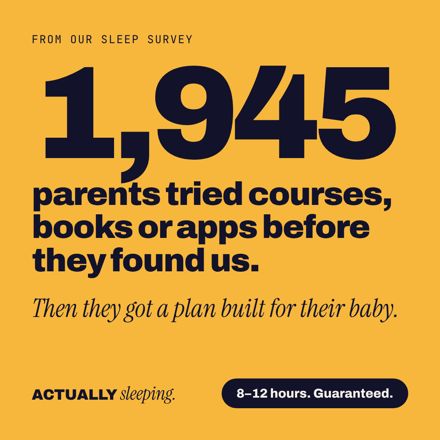 FROM OUR SLEEP SURVEY
1,945
parents tried courses,
books or apps before
they found us.
Then they got a plan built for their baby.
ACTUALLY sleeping.
8–12 hours. Guaranteed.